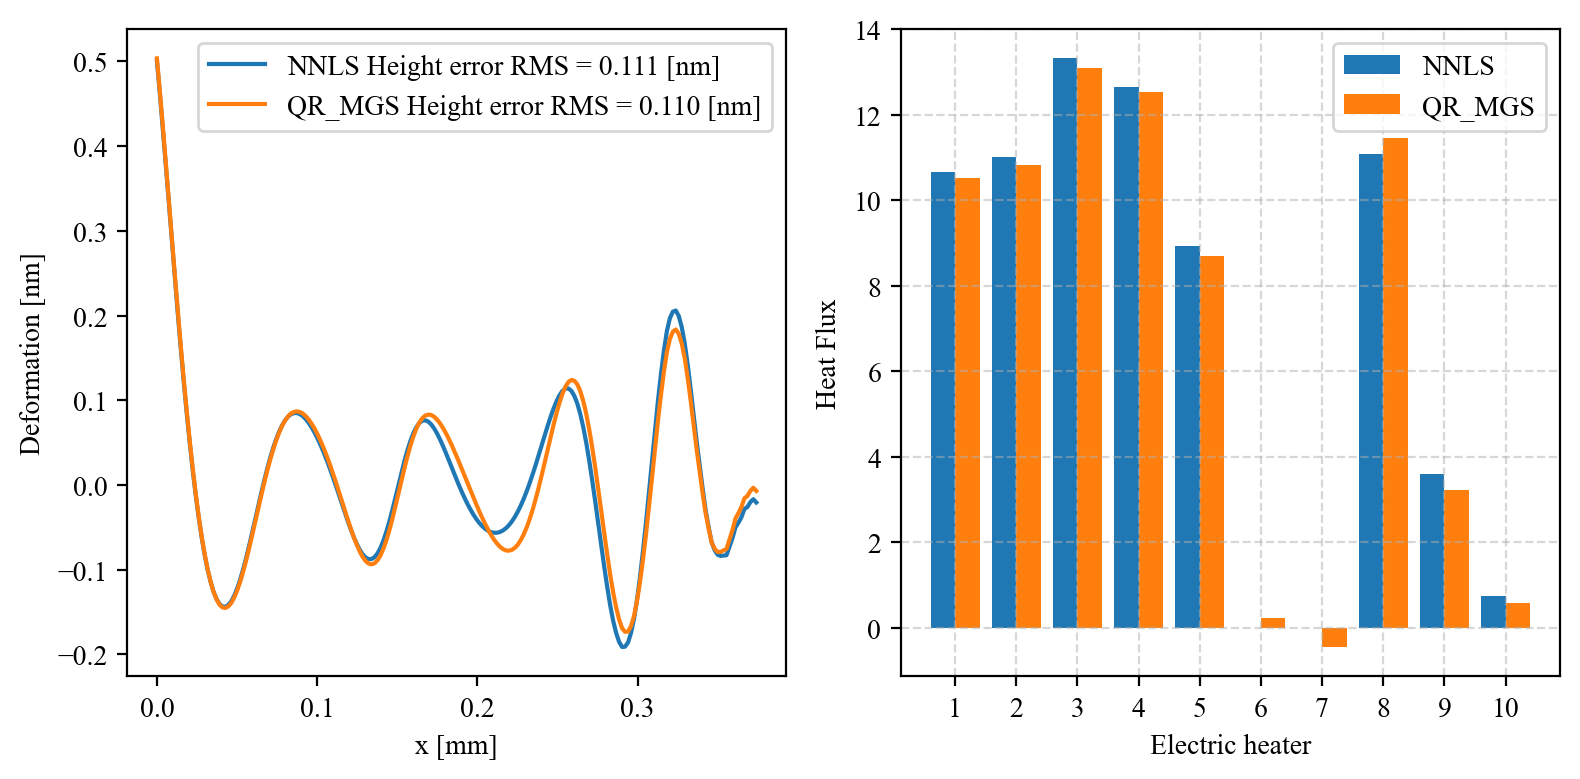 NNLS Height error RMS = 0.111 [nm]
QR_MGS Height error RMS = 0.110 [nm]
Deformation [nm]
0.5
0.4
0.3
0.2
0.1
0.0
−0.1
−0.2
0.0 0.1 0.2 0.3
x [mm]
NNLS
QR_MGS
Heat Flux
14
12
10
8
6
4
2
0
1 2 3 4 5 6 7 8 9 10
Electric heater